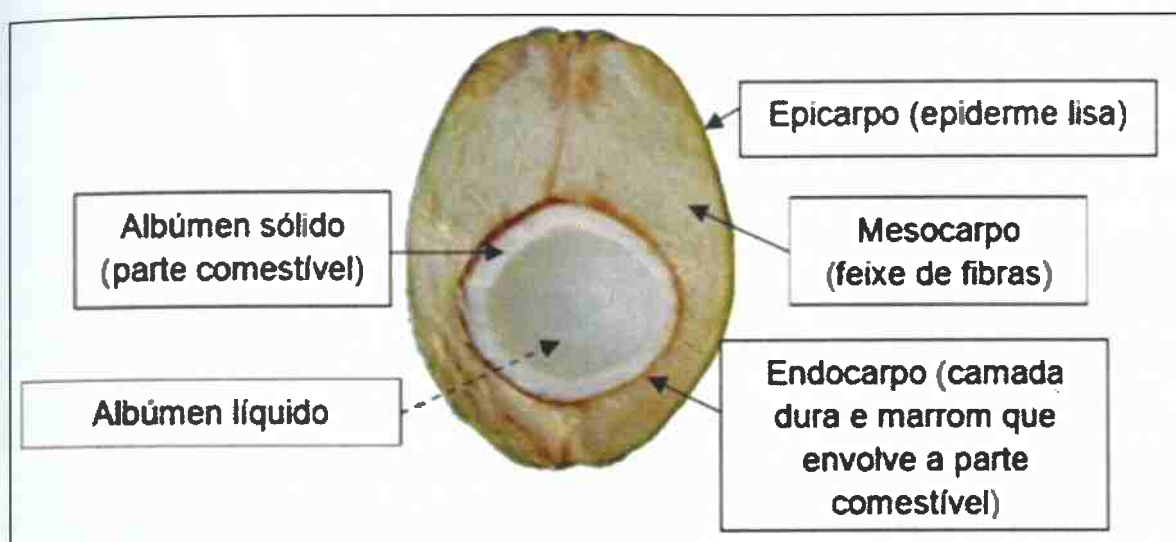 Epicarpo (epiderme lisa)
Albúmen sólido
(parte comestível)
Mesocarpo
(feixe de fibras)
Albúmen líquido
Endocarpo (camada
dura e marrom que
envolve a parte
comestível)